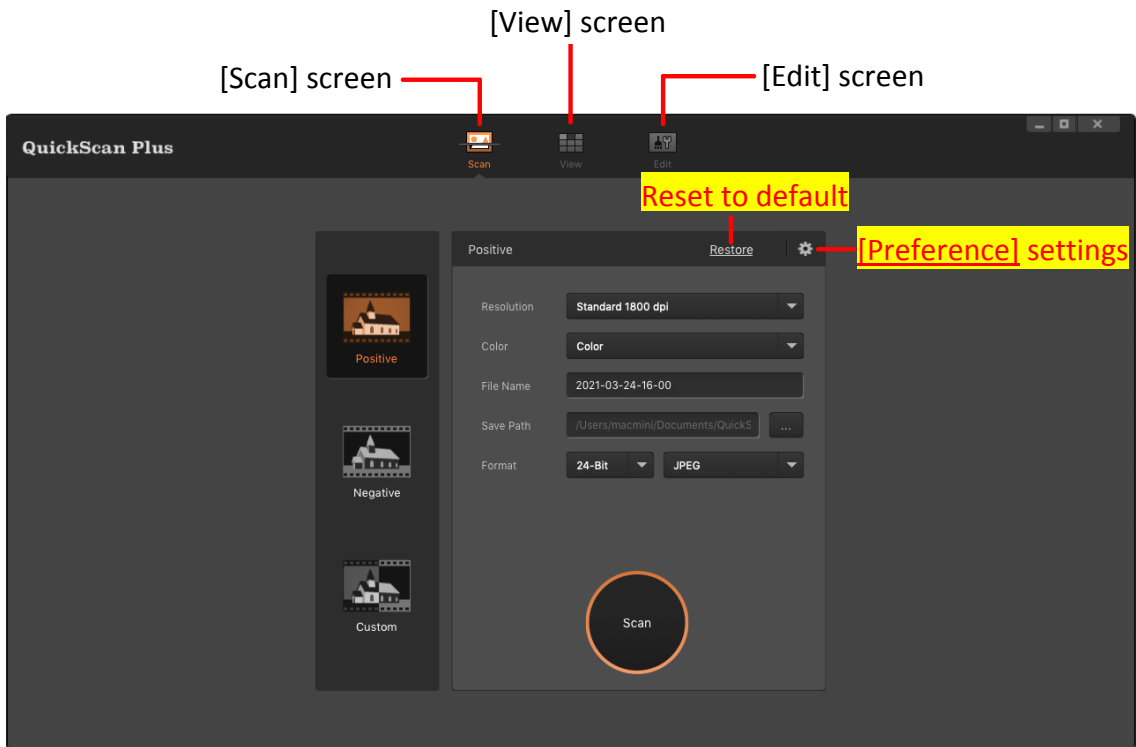 [View] screen
[Scan] screen
[Edit] screen
QuickScan Plus
Scan
View
Edit
Reset to default
[Preference] settings
Positive
Restore
Positive
Negative
Custom
Resolution
Standard 1800 dpi
Color
Color
File Name
2021-03-24-16-00
Save Path
/Users/macmini/Documents/QuickS
...
Format
24-Bit
JPEG
Scan